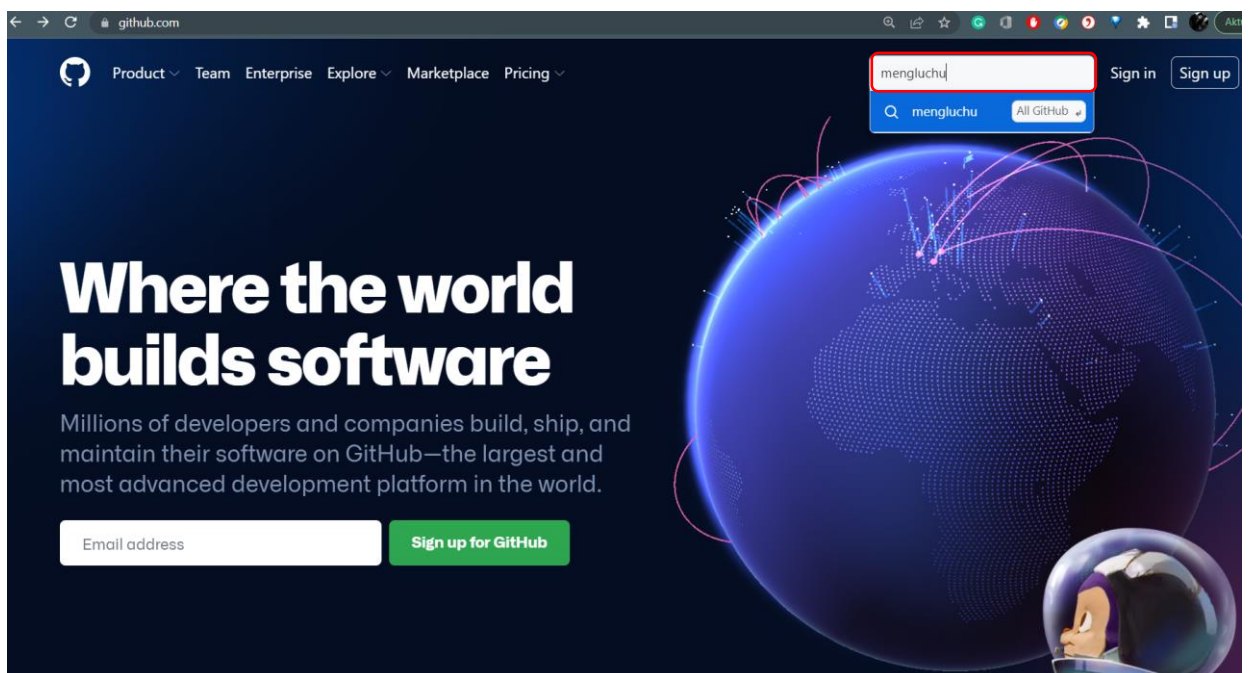 github.com
Aktu
Product Team Enterprise Explore Marketplace Pricing
mengluchu
Sign in Sign up
mengluchu All GitHub
Where the world
builds software
Millions of developers and companies build, ship, and
maintain their software on GitHub—the largest and
most advanced development platform in the world.
Email address Sign up for GitHub